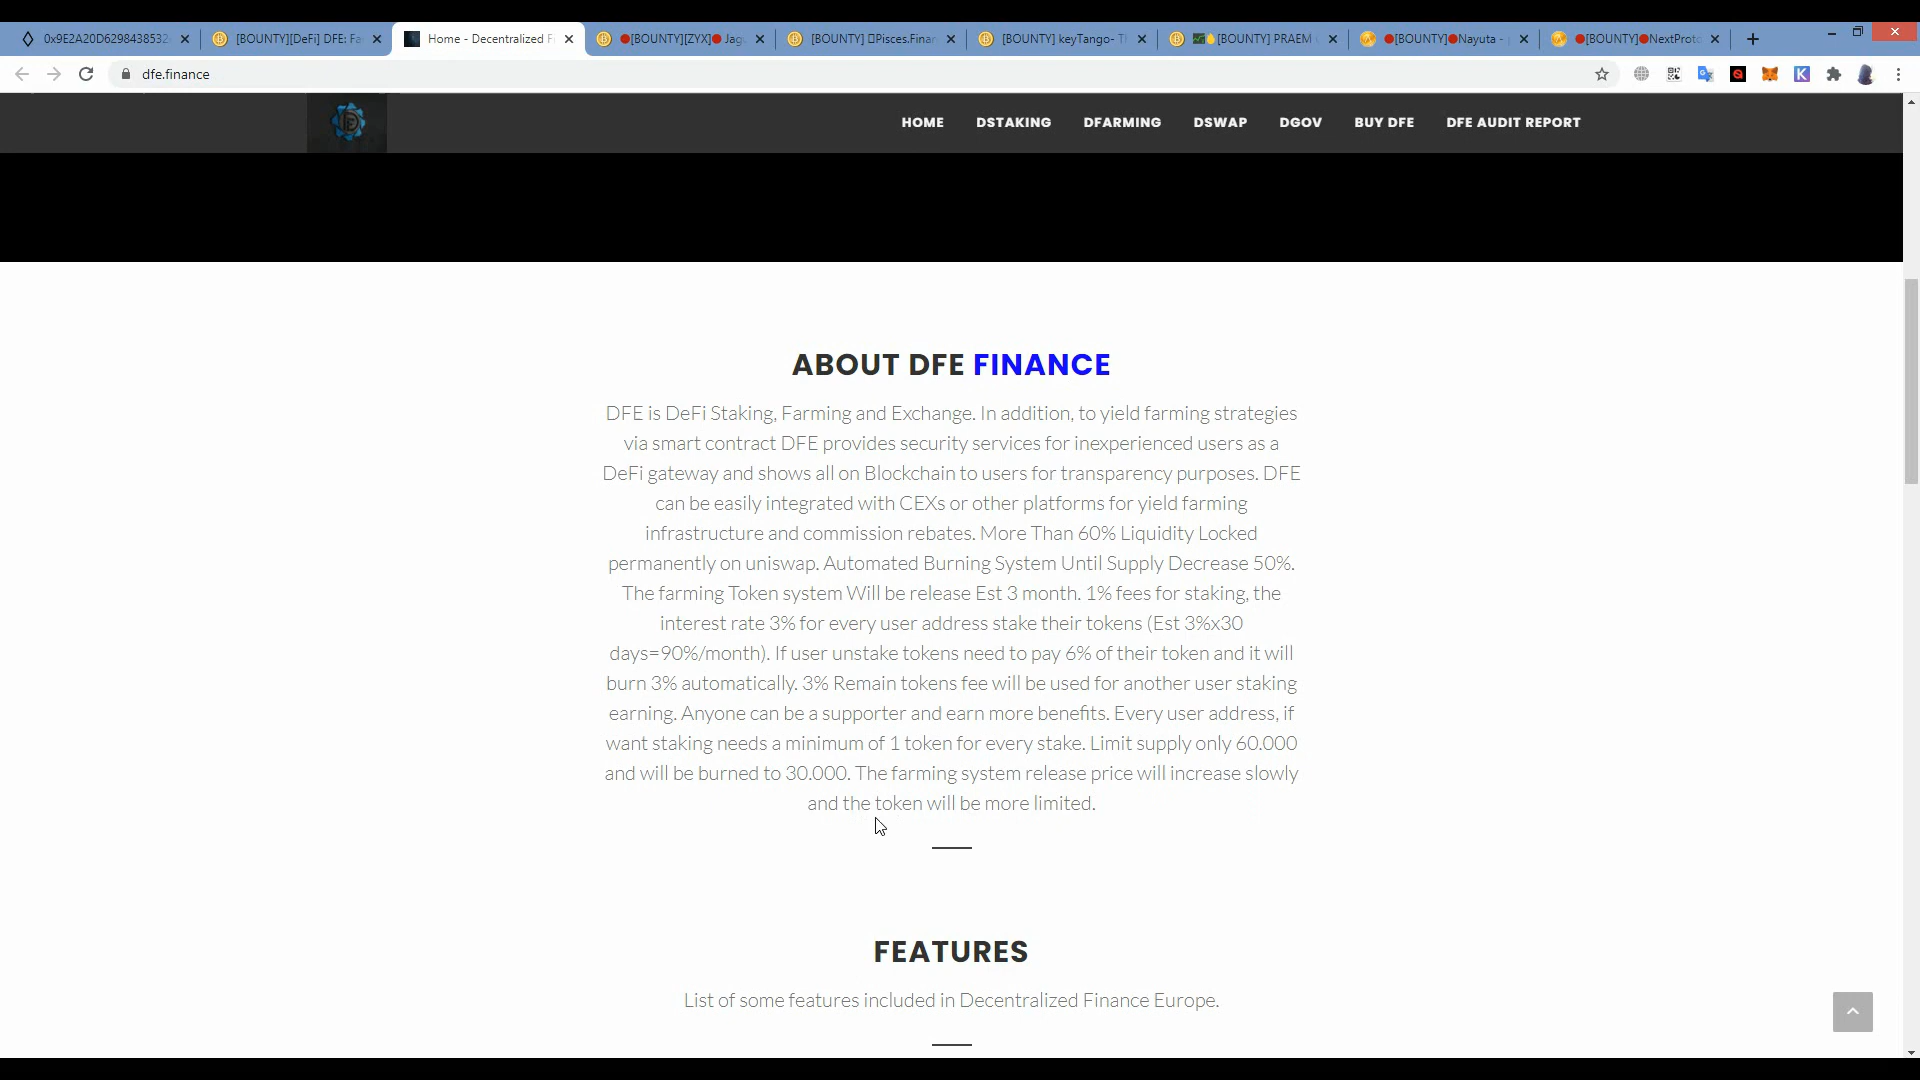 0x9E2A20D6298438532
[BOUNTY][DeFi] DFE: Fa
Home - Decentralized F
[BOUNTY][ZYX] Jag
[BOUNTY] Pisces.Finan
[BOUNTY] keyTango- T
[BOUNTY] PRAEM
[BOUNTY] Nayuta -
[BOUNTY] NextProto
dfe.finance
HOME
DSTAKING
DFARMING
DSWAP
DGOV
BUY DFE
DFE AUDIT REPORT
ABOUT DFE FINANCE
DFE is DeFi Staking, Farming and Exchange. In addition, to yield farming strategies
via smart contract DFE provides security services for inexperienced users as a
DeFi gateway and shows all on Blockchain to users for transparency purposes. DFE
can be easily integrated with CEXs or other platforms for yield farming
infrastructure and commission rebates. More Than 60% Liquidity Locked
permanently on uniswap. Automated Burning System Until Supply Decrease 50%.
The farming Token system Will be release Est 3 month. 1% fees for staking, the
interest rate 3% for every user address stake their tokens (Est 3%x30
days=90%/month). If user unstake tokens need to pay 6% of their token and it will
burn 3% automatically. 3% Remain tokens fee will be used for another user staking
earning. Anyone can be a supporter and earn more benefits. Every user address, if
want staking needs a minimum of 1 token for every stake. Limit supply only 60.000
and will be burned to 30.000. The farming system release price will increase slowly
and the token will be more limited.
FEATURES
List of some features included in Decentralized Finance Europe.